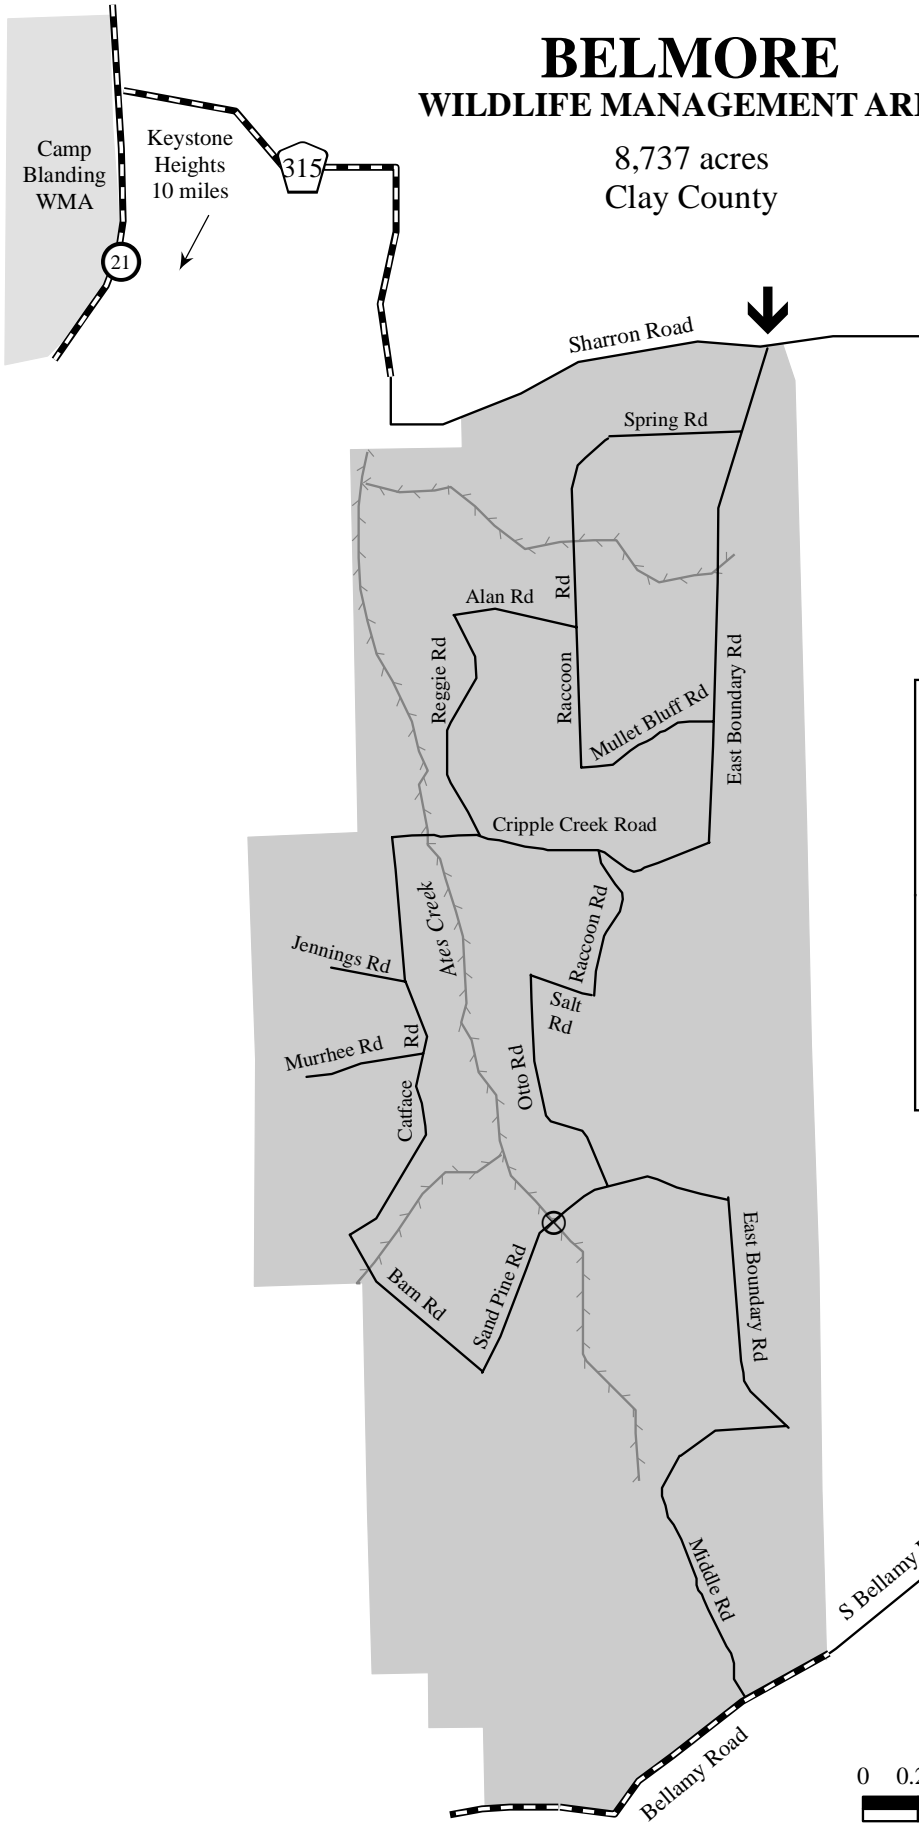 BELMORE
WILDLIFE MANAGEMENT
8,737 acres
Clay County
Camp
Blanding
WMA
Keystone
Heights
10 miles
315
21
Sharron Road
Spring Rd
Alan Rd
Raccoon Rd
Reggie Rd
Mullet Bluff Rd
East Boundary Rd
Cripple Creek Road
Ates Creek
Raccoon Rd
Jennings Rd
Salt
Rd
Murrhee Rd
Catface Rd
Otto Rd
East Boundary Rd
Barn Rd
Sand Pine Rd
Middle Rd
S Bellamy
Bellamy Road
0 0.2